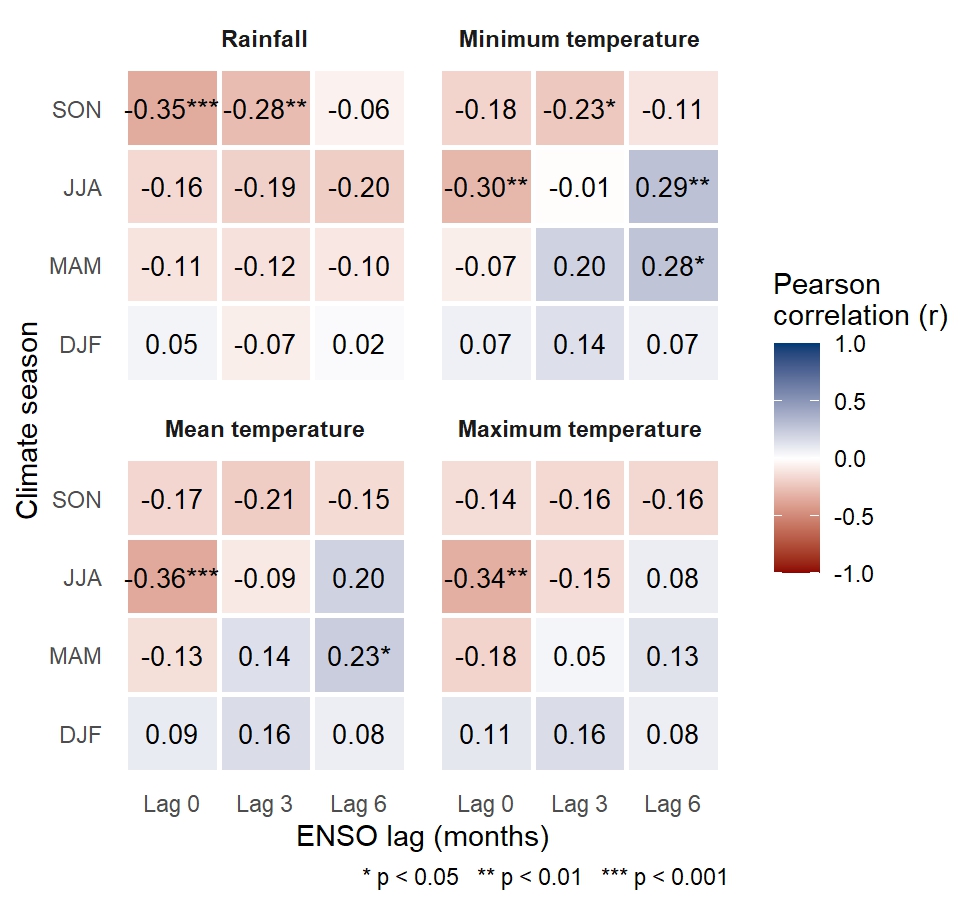 Rainfall Minimum temperature
SON -0.35*** -0.28** -0.06 -0.18 -0.23* -0.11
JJA -0.16 -0.19 -0.20 -0.30** -0.01 0.29**
MAM -0.11 -0.12 -0.10 -0.07 0.20 0.28*
DJF 0.05 -0.07 0.02 0.07 0.14 0.07
Mean temperature Maximum temperature
SON -0.17 -0.21 -0.15 -0.14 -0.16 -0.16
JJA -0.36*** -0.09 0.20 -0.34** -0.15 0.08
MAM -0.13 0.14 0.23* -0.18 0.05 0.13
DJF 0.09 0.16 0.08 0.11 0.16 0.08
Lag 0 Lag 3 Lag 6 Lag 0 Lag 3 Lag 6
ENSO lag (months)
* p < 0.05 ** p < 0.01 *** p < 0.001
Climate season
Pearson
correlation (r)
1.0
0.5
0.0
-0.5
-1.0